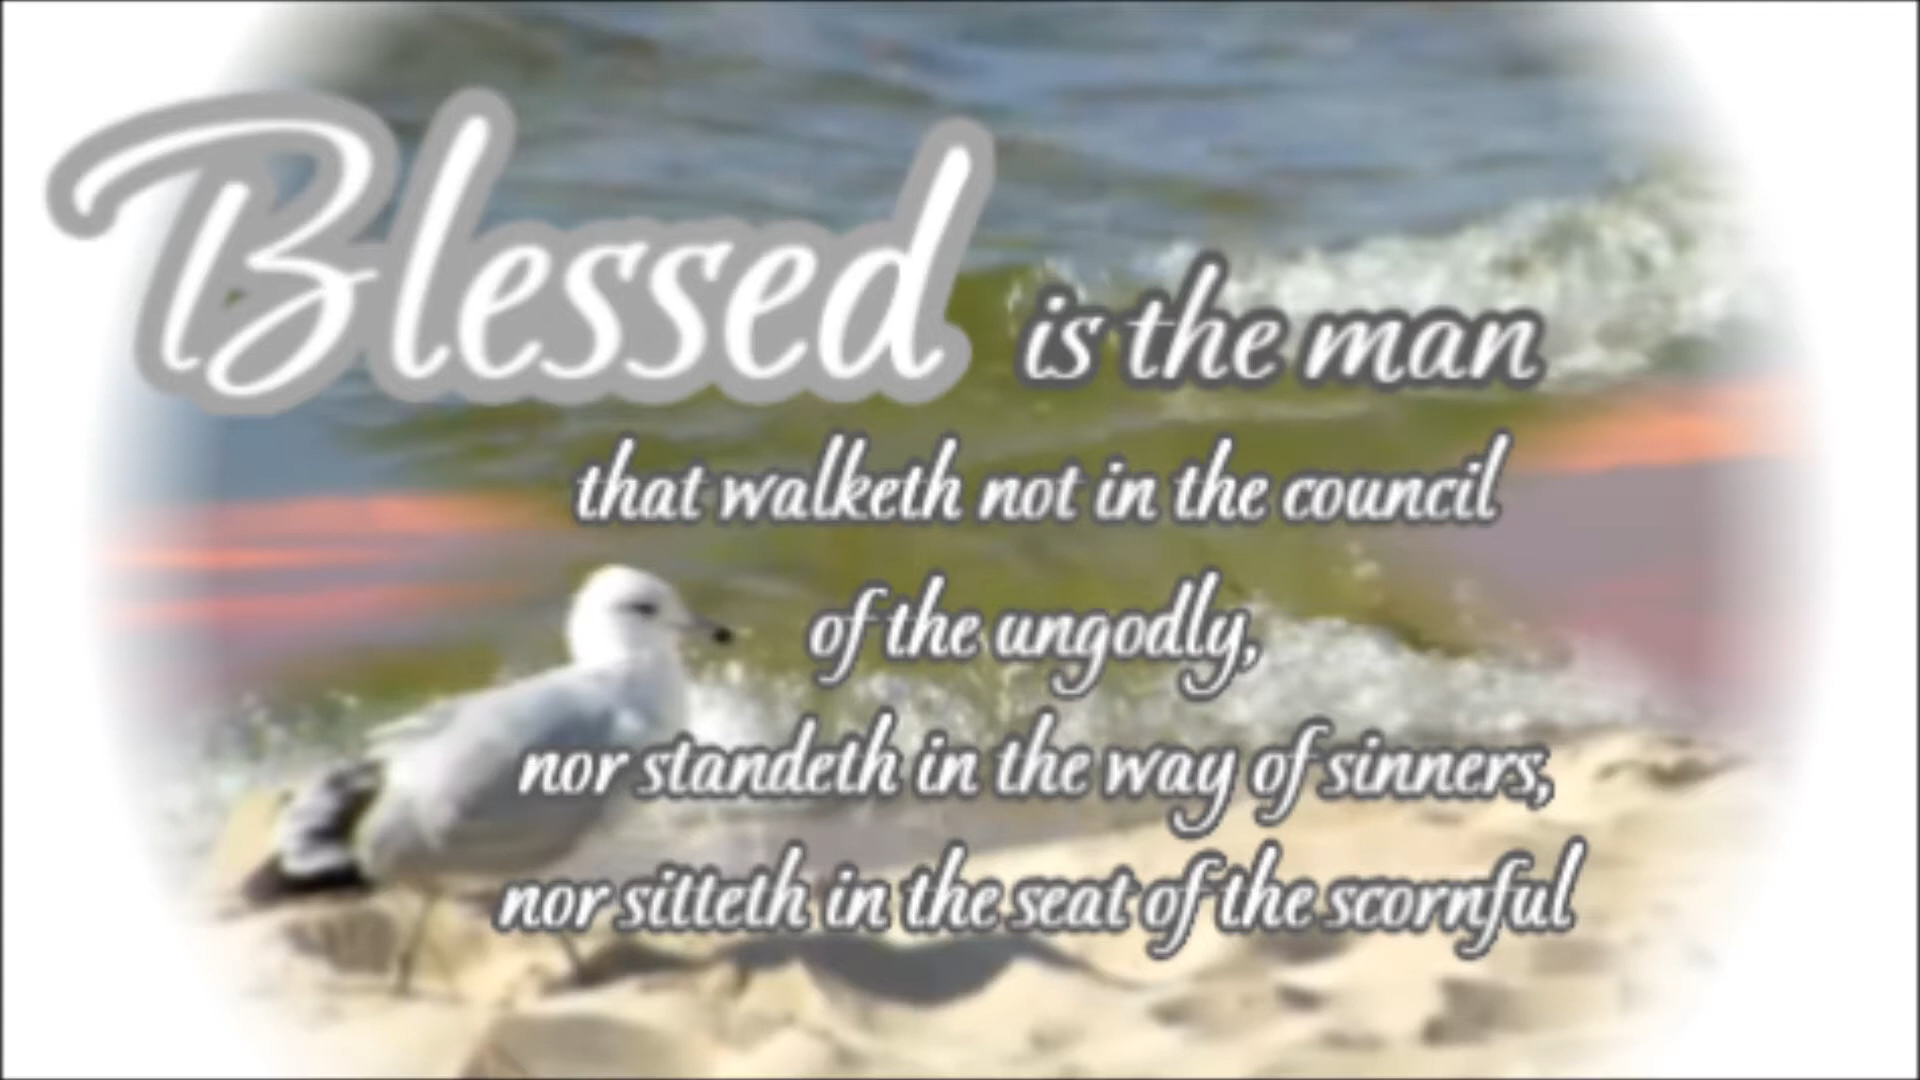 Blessed is the man
that walketh not in the council
of the ungodly,
nor standeth in the way of sinners,
nor sitteth in the seat of the scornful